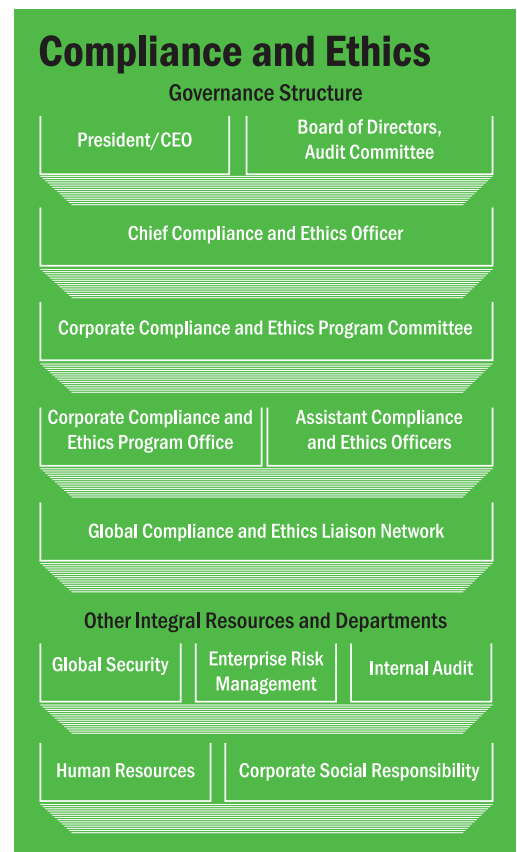 Compliance and Ethics
Governance Structure
President/CEO
Board of Directors,
Audit Committee
Chief Compliance and Ethics Officer
Corporate Compliance and Ethics Program Committee
Corporate Compliance and
Ethics Program Office
Assistant Compliance
and Ethics Officers
Global Compliance and Ethics Liaison Network
Other Integral Resources and Departments
Global Security
Enterprise Risk
Management
Internal Audit
Human Resources
Corporate Social Responsibility